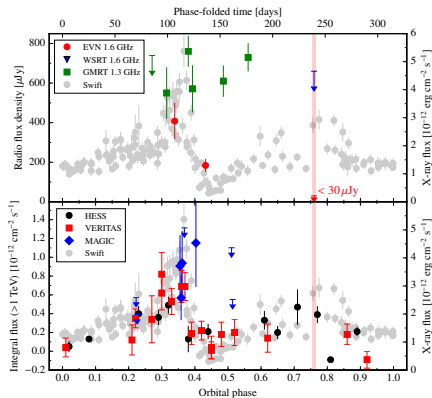 Phase-folded time [days]
0 50 100 150 200 250 300
800
600
400
200
0
Radio flux density [μJy]
EVN 1.6 GHz
WSRT 1.6 GHz
GMRT 1.3 GHz
Swift
< 30 μJy
6
5
4
3
2
1
0
X-ray flux [10⁻¹² erg cm⁻² s⁻¹]
1.4
1.2
1.0
0.8
0.6
0.4
0.2
0.0
−0.2
Integral flux (>1 TeV) [10⁻¹² cm⁻² s⁻¹]
HESS
VERITAS
MAGIC
Swift
5
4
3
2
1
0
X-ray flux [10⁻¹² erg cm⁻² s⁻¹]
0.0 0.1 0.2 0.3 0.4 0.5 0.6 0.7 0.8 0.9 1.0
Orbital phase